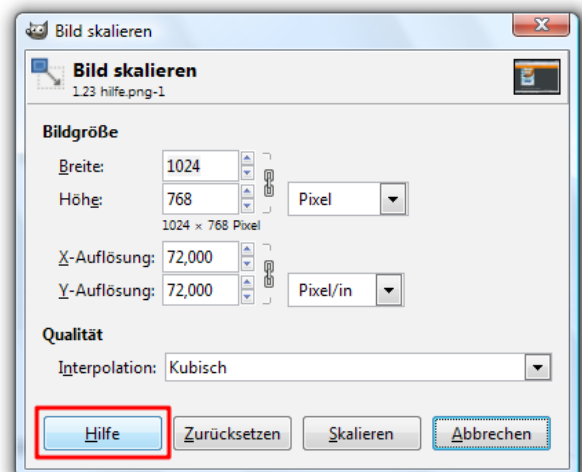 Bild skalieren
Bild skalieren
1.23 hilfe.png-1
Bildgröße
Breite: 1024
Höhe: 768 Pixel
1024 × 768 Pixel
X-Auflösung: 72,000
Y-Auflösung: 72,000 Pixel/in
Qualität
Interpolation: Kubisch
Hilfe Zurücksetzen Skalieren Abbrechen